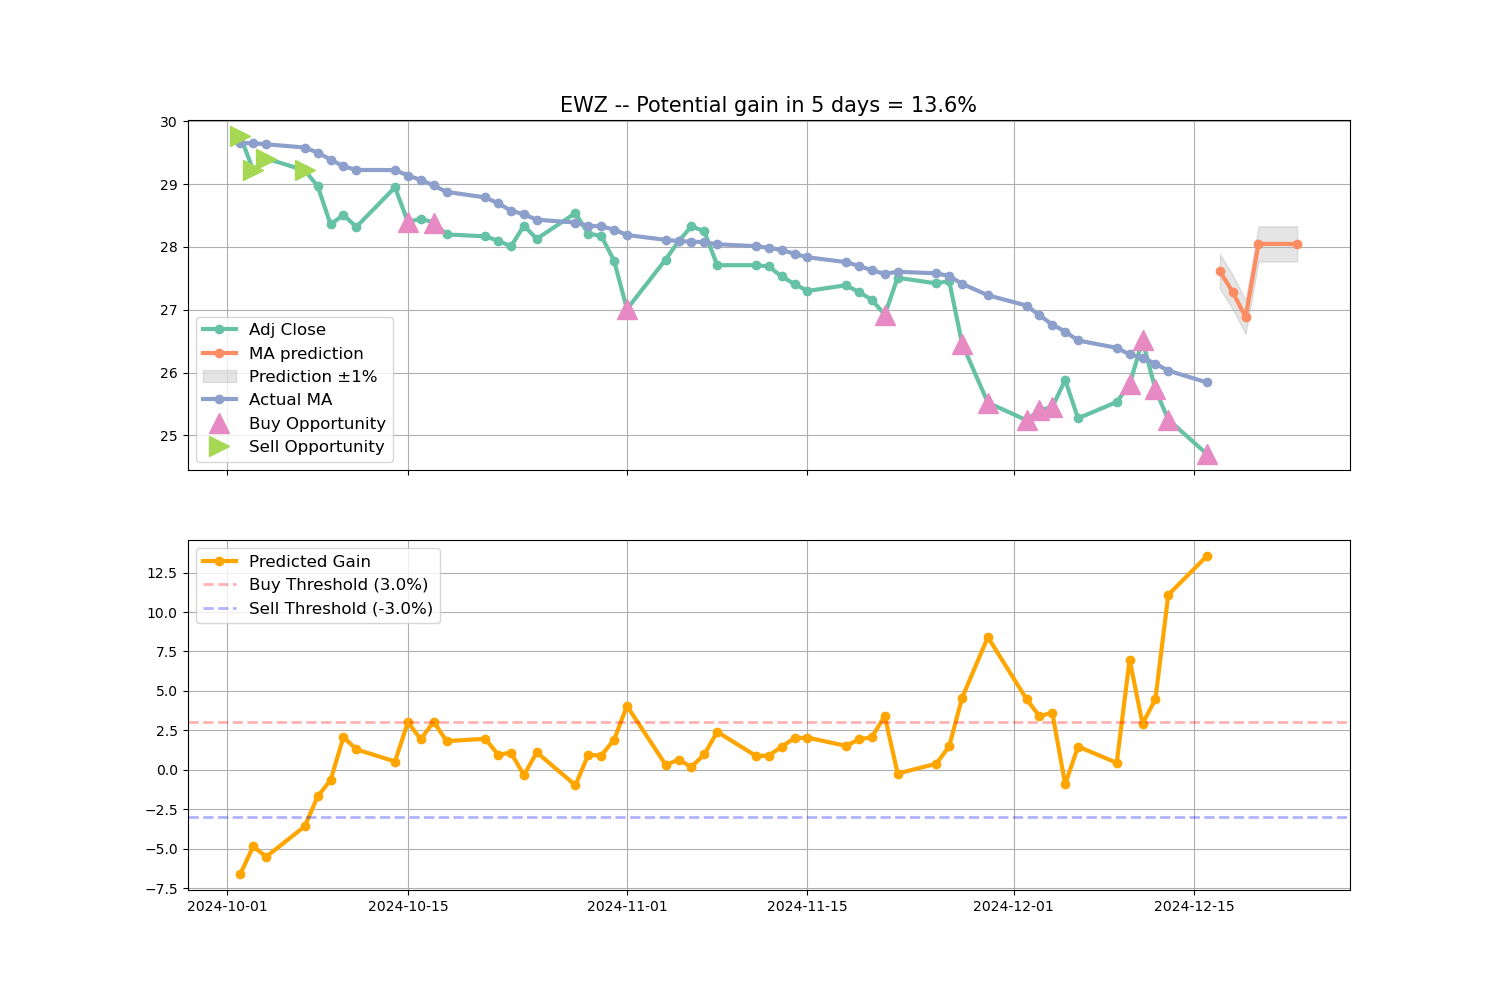 EWZ -- Potential gain in 5 days = 13.6%
30
29
28
27
26
25
Adj Close
MA prediction
Prediction ±1%
Actual MA
Buy Opportunity
Sell Opportunity
12.5
10.0
7.5
5.0
2.5
0.0
−2.5
−5.0
−7.5
Predicted Gain
Buy Threshold (3.0%)
Sell Threshold (-3.0%)
2024-10-01 2024-10-15 2024-11-01 2024-11-15 2024-12-01 2024-12-15